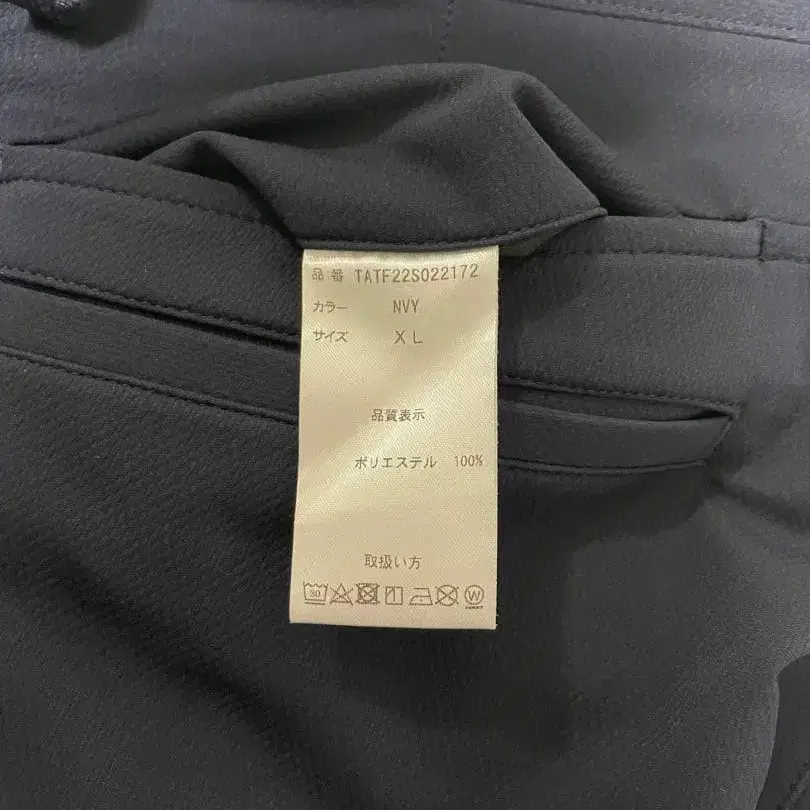 品番 TATF22S022172
カラー NVY
サイズ XL
品質表示
ポリエステル 100%
取扱い方
30 W